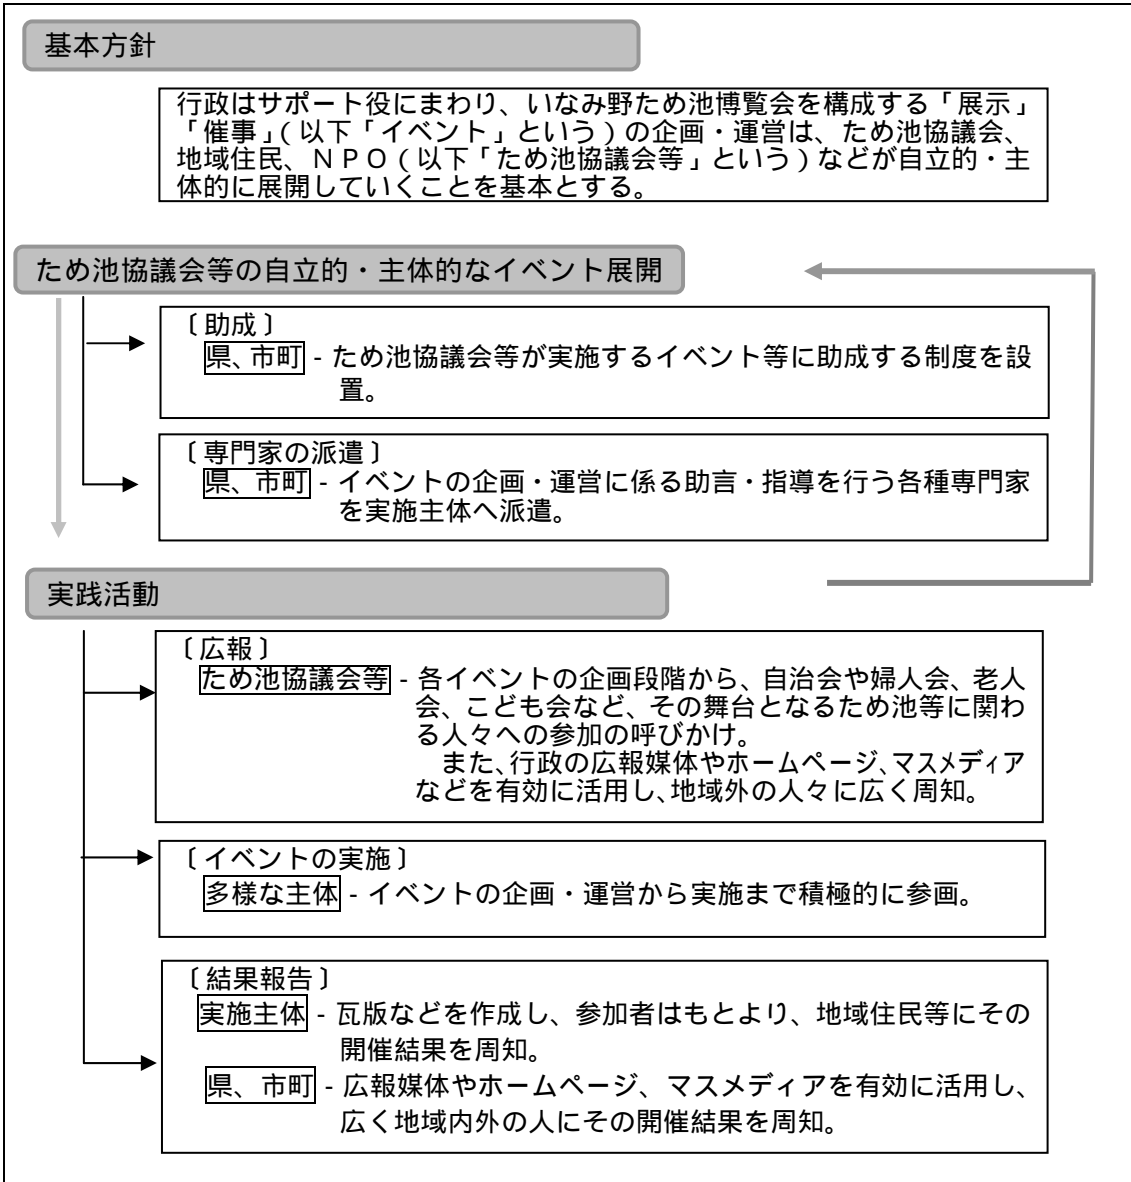 基本方針
行政はサポート役にまわり、いなみ野ため池博覧会を構成する「展示」
「催事」(以下「イベント」という)の企画・運営は、ため池協議会、
地域住民、NPO(以下「ため池協議会等」という)などが自立的・主
体的に展開していくことを基本とする。
ため池協議会等の自立的・主体的なイベント展開
〔助成〕
県、市町 - ため池協議会等が実施するイベント等に助成する制度を設
置。
〔専門家の派遣〕
県、市町 - イベントの企画・運営に係る助言・指導を行う各種専門家
を実施主体へ派遣。
実践活動
〔広報〕
ため池協議会等 - 各イベントの企画段階から、自治会や婦人会、老人
会、こども会など、その舞台となるため池等に関わ
る人々への参加の呼びかけ。
また、行政の広報媒体やホームページ、マスメディア
などを有効に活用し、地域外の人々に広く周知。
〔イベントの実施〕
多様な主体 - イベントの企画・運営から実施まで積極的に参画。
〔結果報告〕
実施主体 - 瓦版などを作成し、参加者はもとより、地域住民等にその
開催結果を周知。
県、市町 - 広報媒体やホームページ、マスメディアを有効に活用し、
広く地域内外の人にその開催結果を周知。